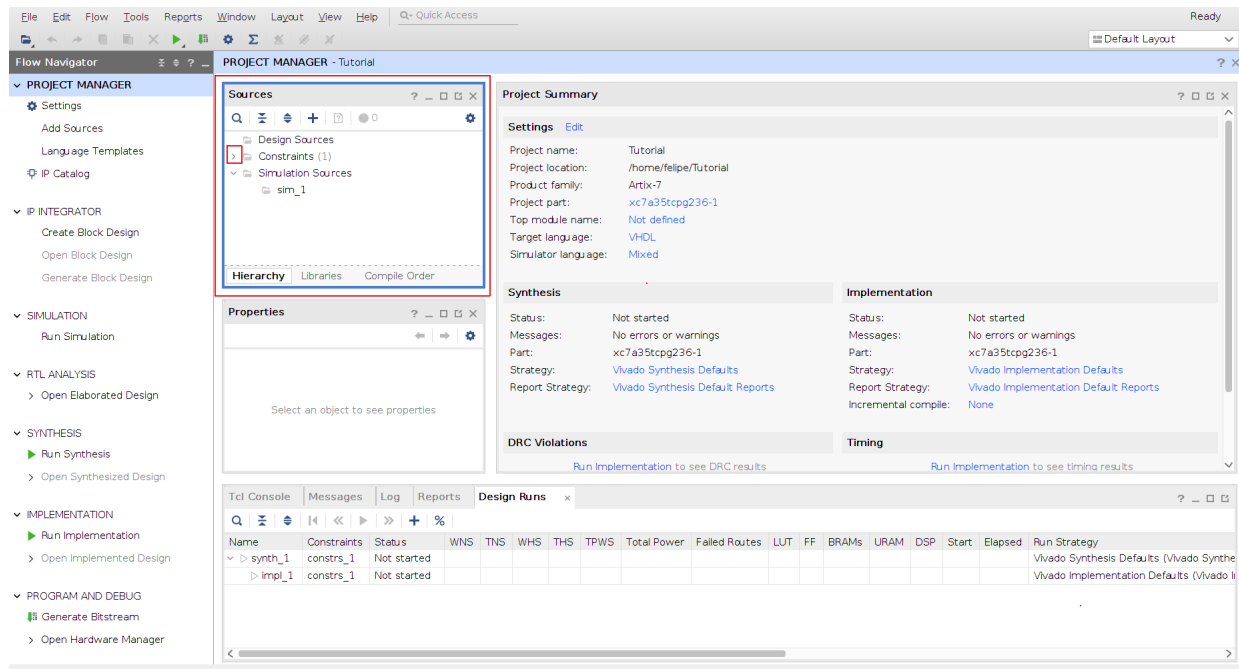 File Edit Flow Tools Reports Window Layout View Help Quick Access Ready
Default Layout
Flow Navigator
PROJECT MANAGER
Settings
Add Sources
Language Templates
IP Catalog
IP INTEGRATOR
Create Block Design
Open Block Design
Generate Block Design
SIMULATION
Run Simulation
RTL ANALYSIS
Open Elaborated Design
SYNTHESIS
Run Synthesis
Open Synthesized Design
IMPLEMENTATION
Run Implementation
Open Implemented Design
PROGRAM AND DEBUG
Generate Bitstream
Open Hardware Manager
PROJECT MANAGER - Tutorial
Sources
0
Design Sources
Constraints (1)
Simulation Sources
sim_1
Hierarchy Libraries Compile Order
Properties
Select an object to see properties
Project Summary
Settings Edit
Project name: Tutorial
Project location: /home/felipe/Tutorial
Product family: Artix-7
Project part: xc7a35tcpg236-1
Top module name: Not defined
Target language: VHDL
Simulator language: Mixed
Synthesis
Status: Not started
Messages: No errors or warnings
Part: xc7a35tcpg236-1
Strategy: Vivado Synthesis Defaults
Report Strategy: Vivado Synthesis Default Reports
Implementation
Status: Not started
Messages: No errors or warnings
Part: xc7a35tcpg236-1
Strategy: Vivado Implementation Defaults
Report Strategy: Vivado Implementation Default Reports
Incremental compile: None
DRC Violations
Run Implementation to see DRC results
Timing
Run Implementation to see timing results
Tcl Console Messages Log Reports Design Runs
Name Constraints Status WNS TNS WHS THS TPWS Total Power Failed Routes LUT FF BRAMs URAM DSP Start Elapsed Run Strategy
synth_1 constrs_1 Not started Vivado Synthesis Defaults (Vivado Synthe
impl_1 constrs_1 Not started Vivado Implementation Defaults (Vivado I